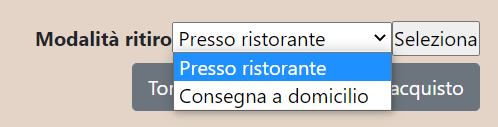 Modalità ritiro Presso ristorante Seleziona
Presso ristorante
Consegna a domicilio
acquisto